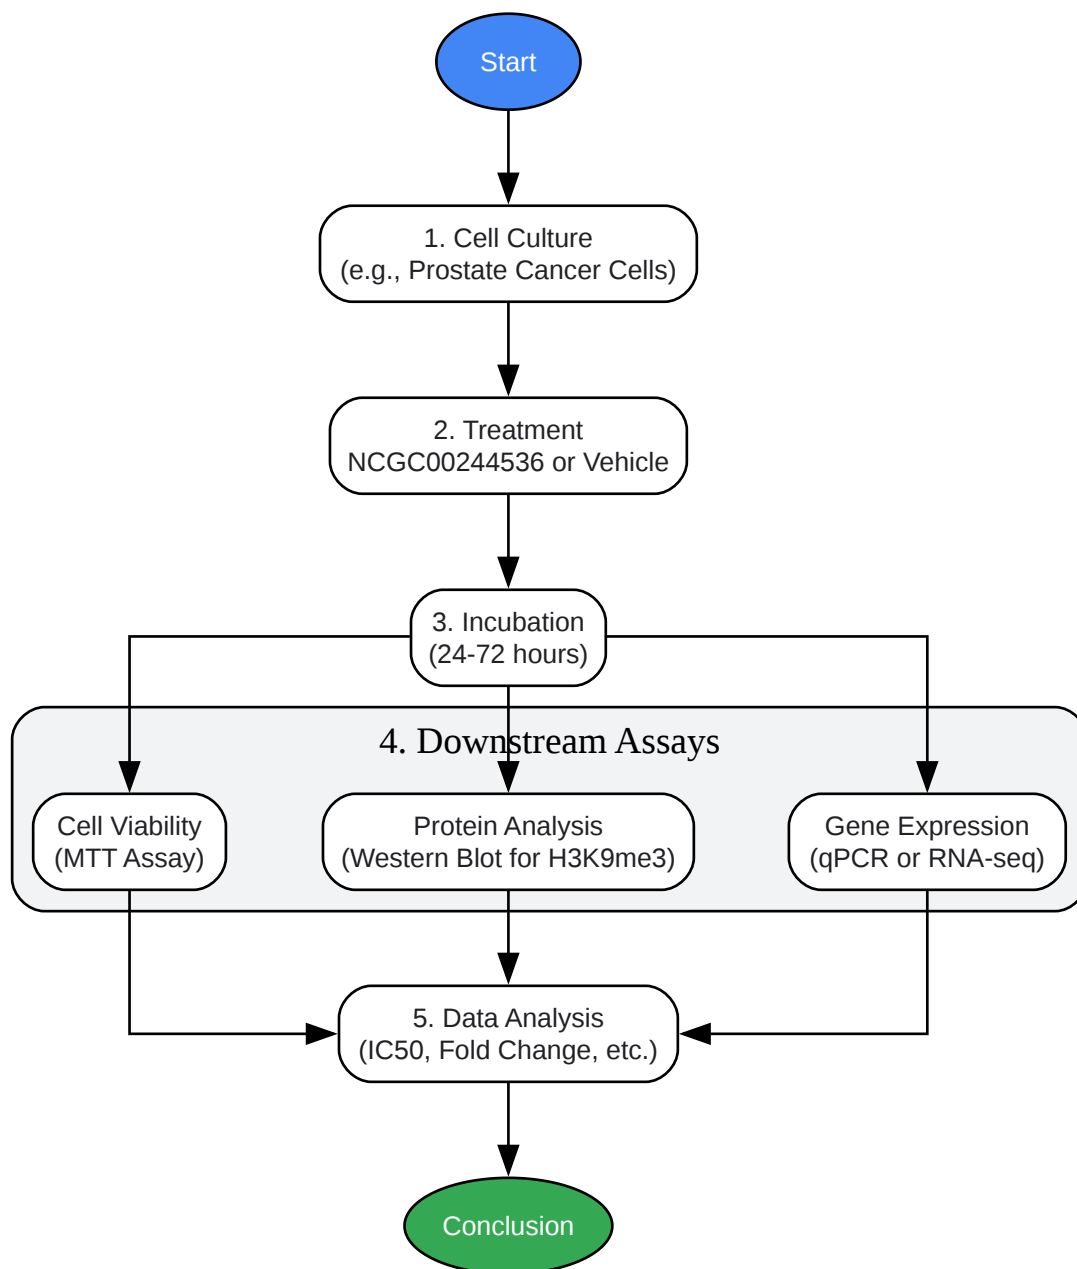 Start
1. Cell Culture
(e.g., Prostate Cancer Cells)
2. Treatment
NCGC00244536 or Vehicle
3. Incubation
(24-72 hours)
4. Downstream Assays
Cell Viability
(MTT Assay)
Protein Analysis
(Western Blot for H3K9me3)
Gene Expression
(qPCR or RNA-seq)
5. Data Analysis
(IC50, Fold Change, etc.)
Conclusion